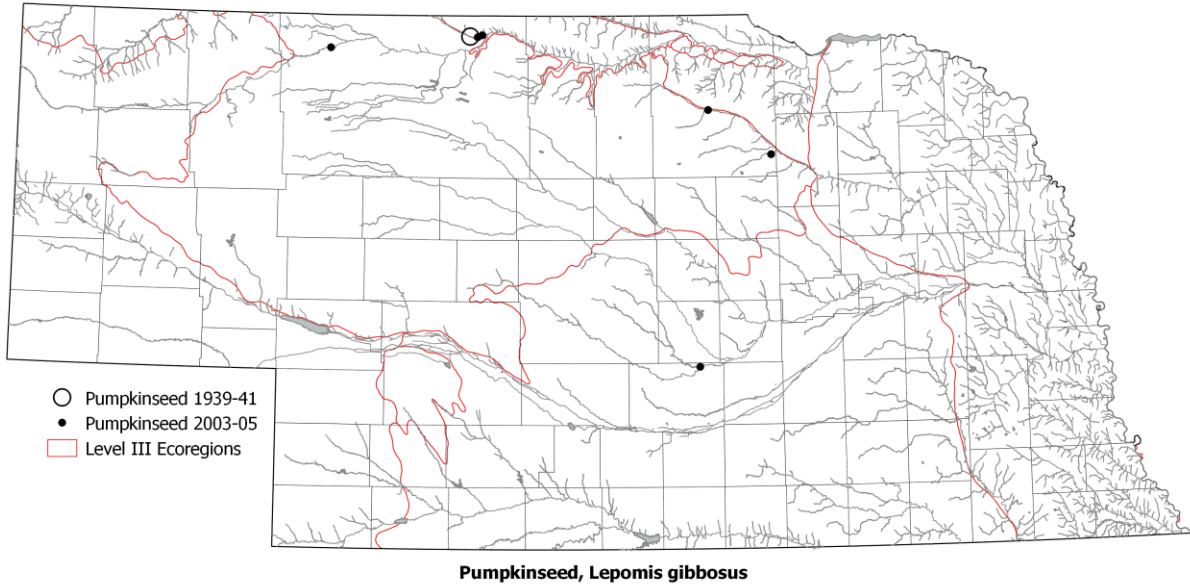 Pumpkinseed 1939-41
Pumpkinseed 2003-05
Level III Ecoregions
Pumpkinseed, Lepomis gibbosus